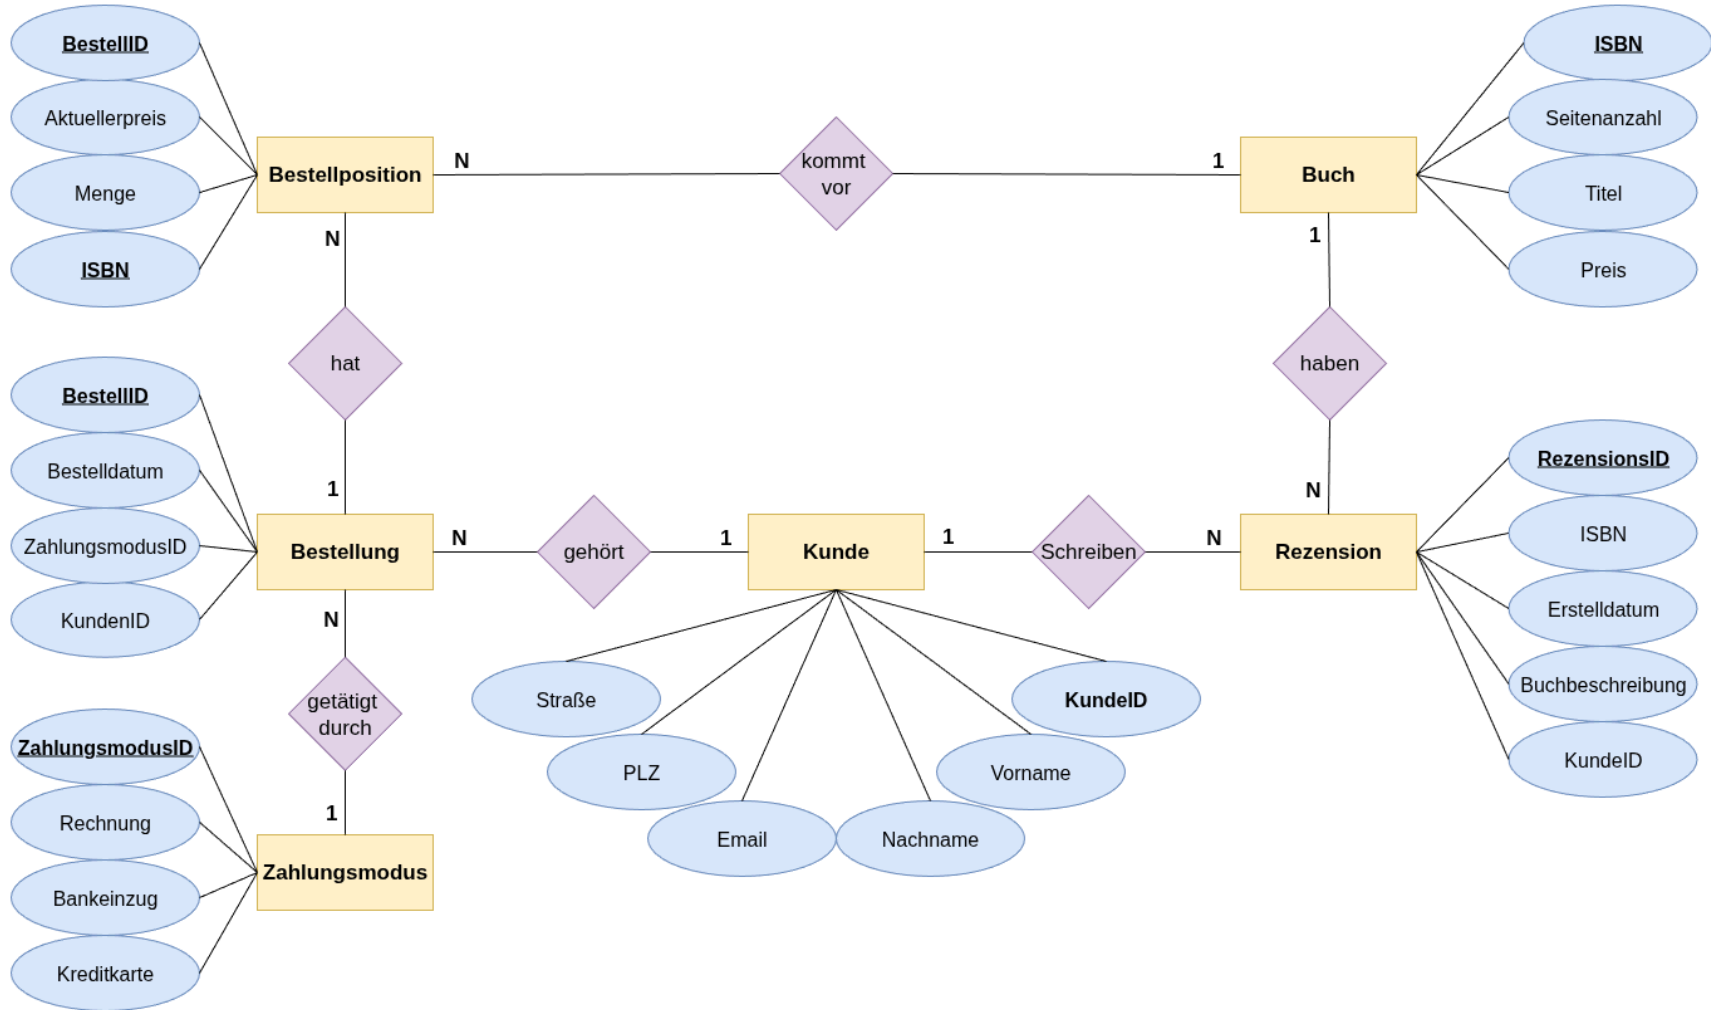 BestellID
Aktuellerpreis
Menge
ISBN
Bestellposition
N
kommt
vor
1
Buch
ISBN
Seitenanzahl
Titel
Preis
N
hat
1
1
haben
N
BestellID
Bestelldatum
ZahlungsmodusID
KundenID
Bestellung
N
gehört
1
Kunde
1
Schreiben
N
Rezension
RezensionsID
ISBN
Erstelldatum
Buchbeschreibung
KundeID
N
getätigt
durch
1
Straße
PLZ
Email
Nachname
Vorname
KundeID
ZahlungsmodusID
Rechnung
Bankeinzug
Kreditkarte
Zahlungsmodus